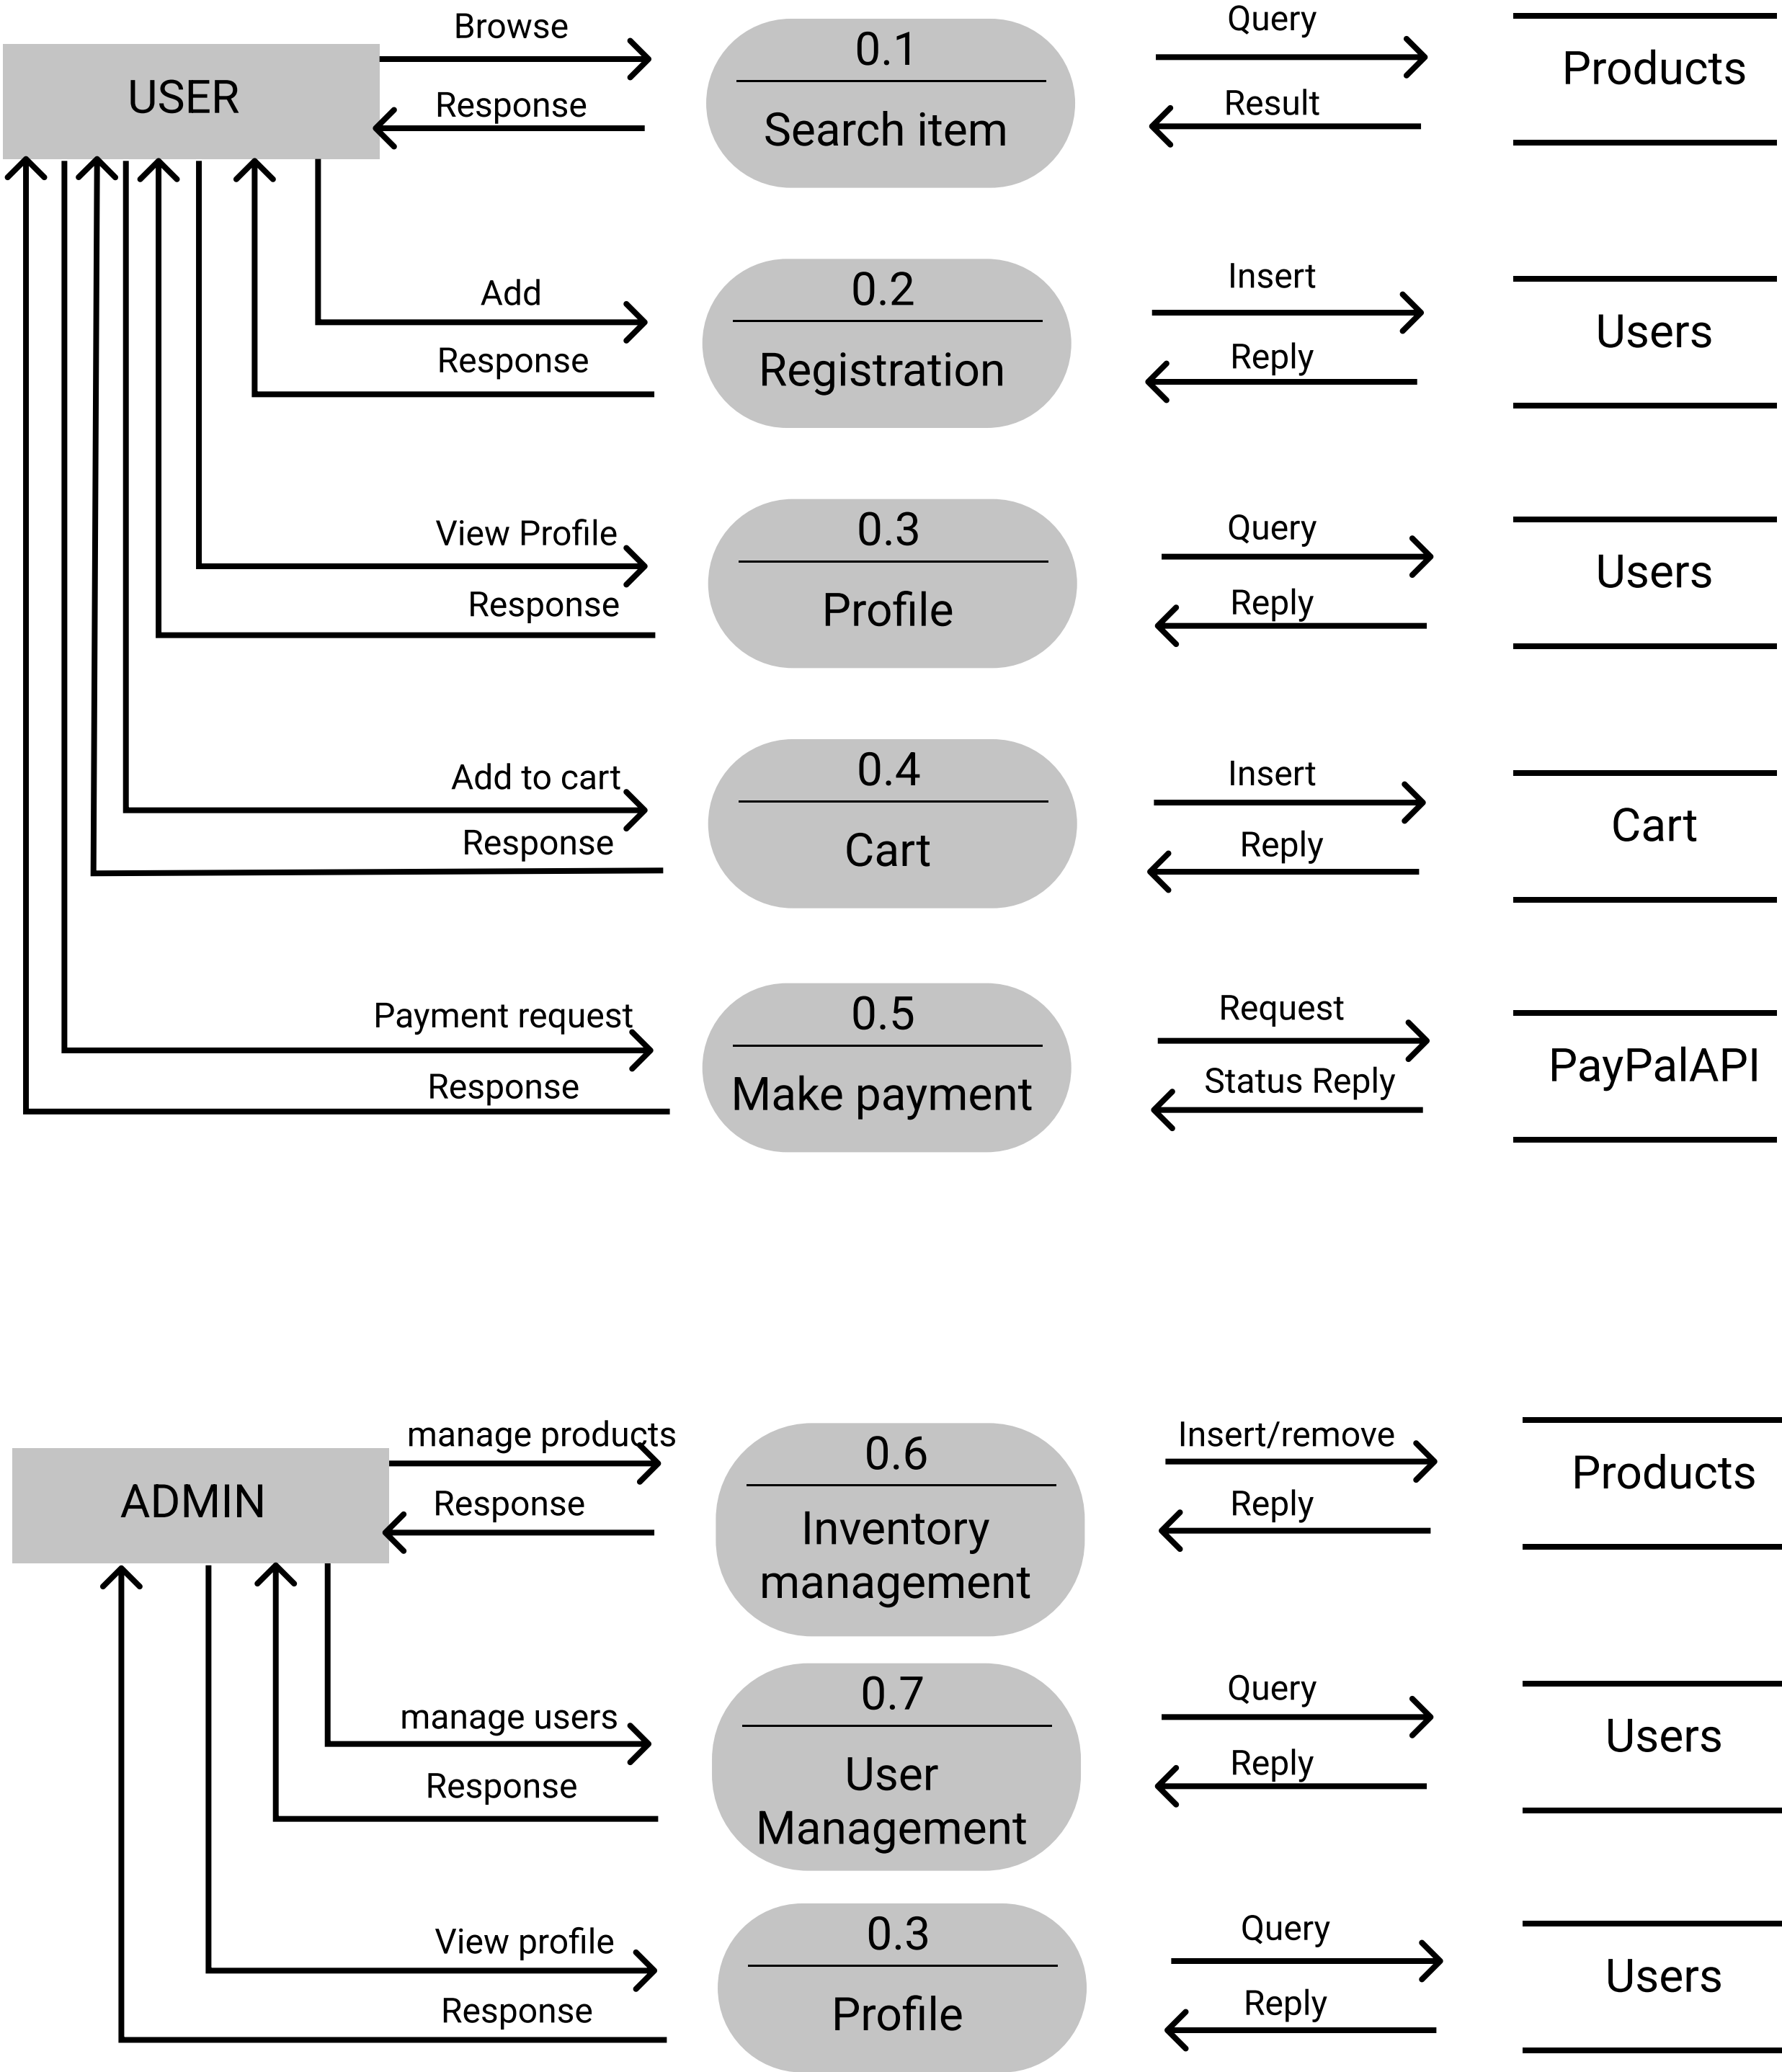 Browse
Query
USER
0.1
Products
Response
Search item
Result
Add
0.2
Insert
Users
Response
Registration
Reply
View Profile
0.3
Query
Users
Response
Profile
Reply
Add to cart
0.4
Insert
Cart
Response
Cart
Reply
Payment request
0.5
Request
PayPalAPI
Response
Make payment
Status Reply
manage products
0.6
Insert/remove
Products
ADMIN
Response
Inventory
management
Reply
manage users
0.7
Query
Users
Response
User
Management
Reply
View profile
0.3
Query
Users
Response
Profile
Reply